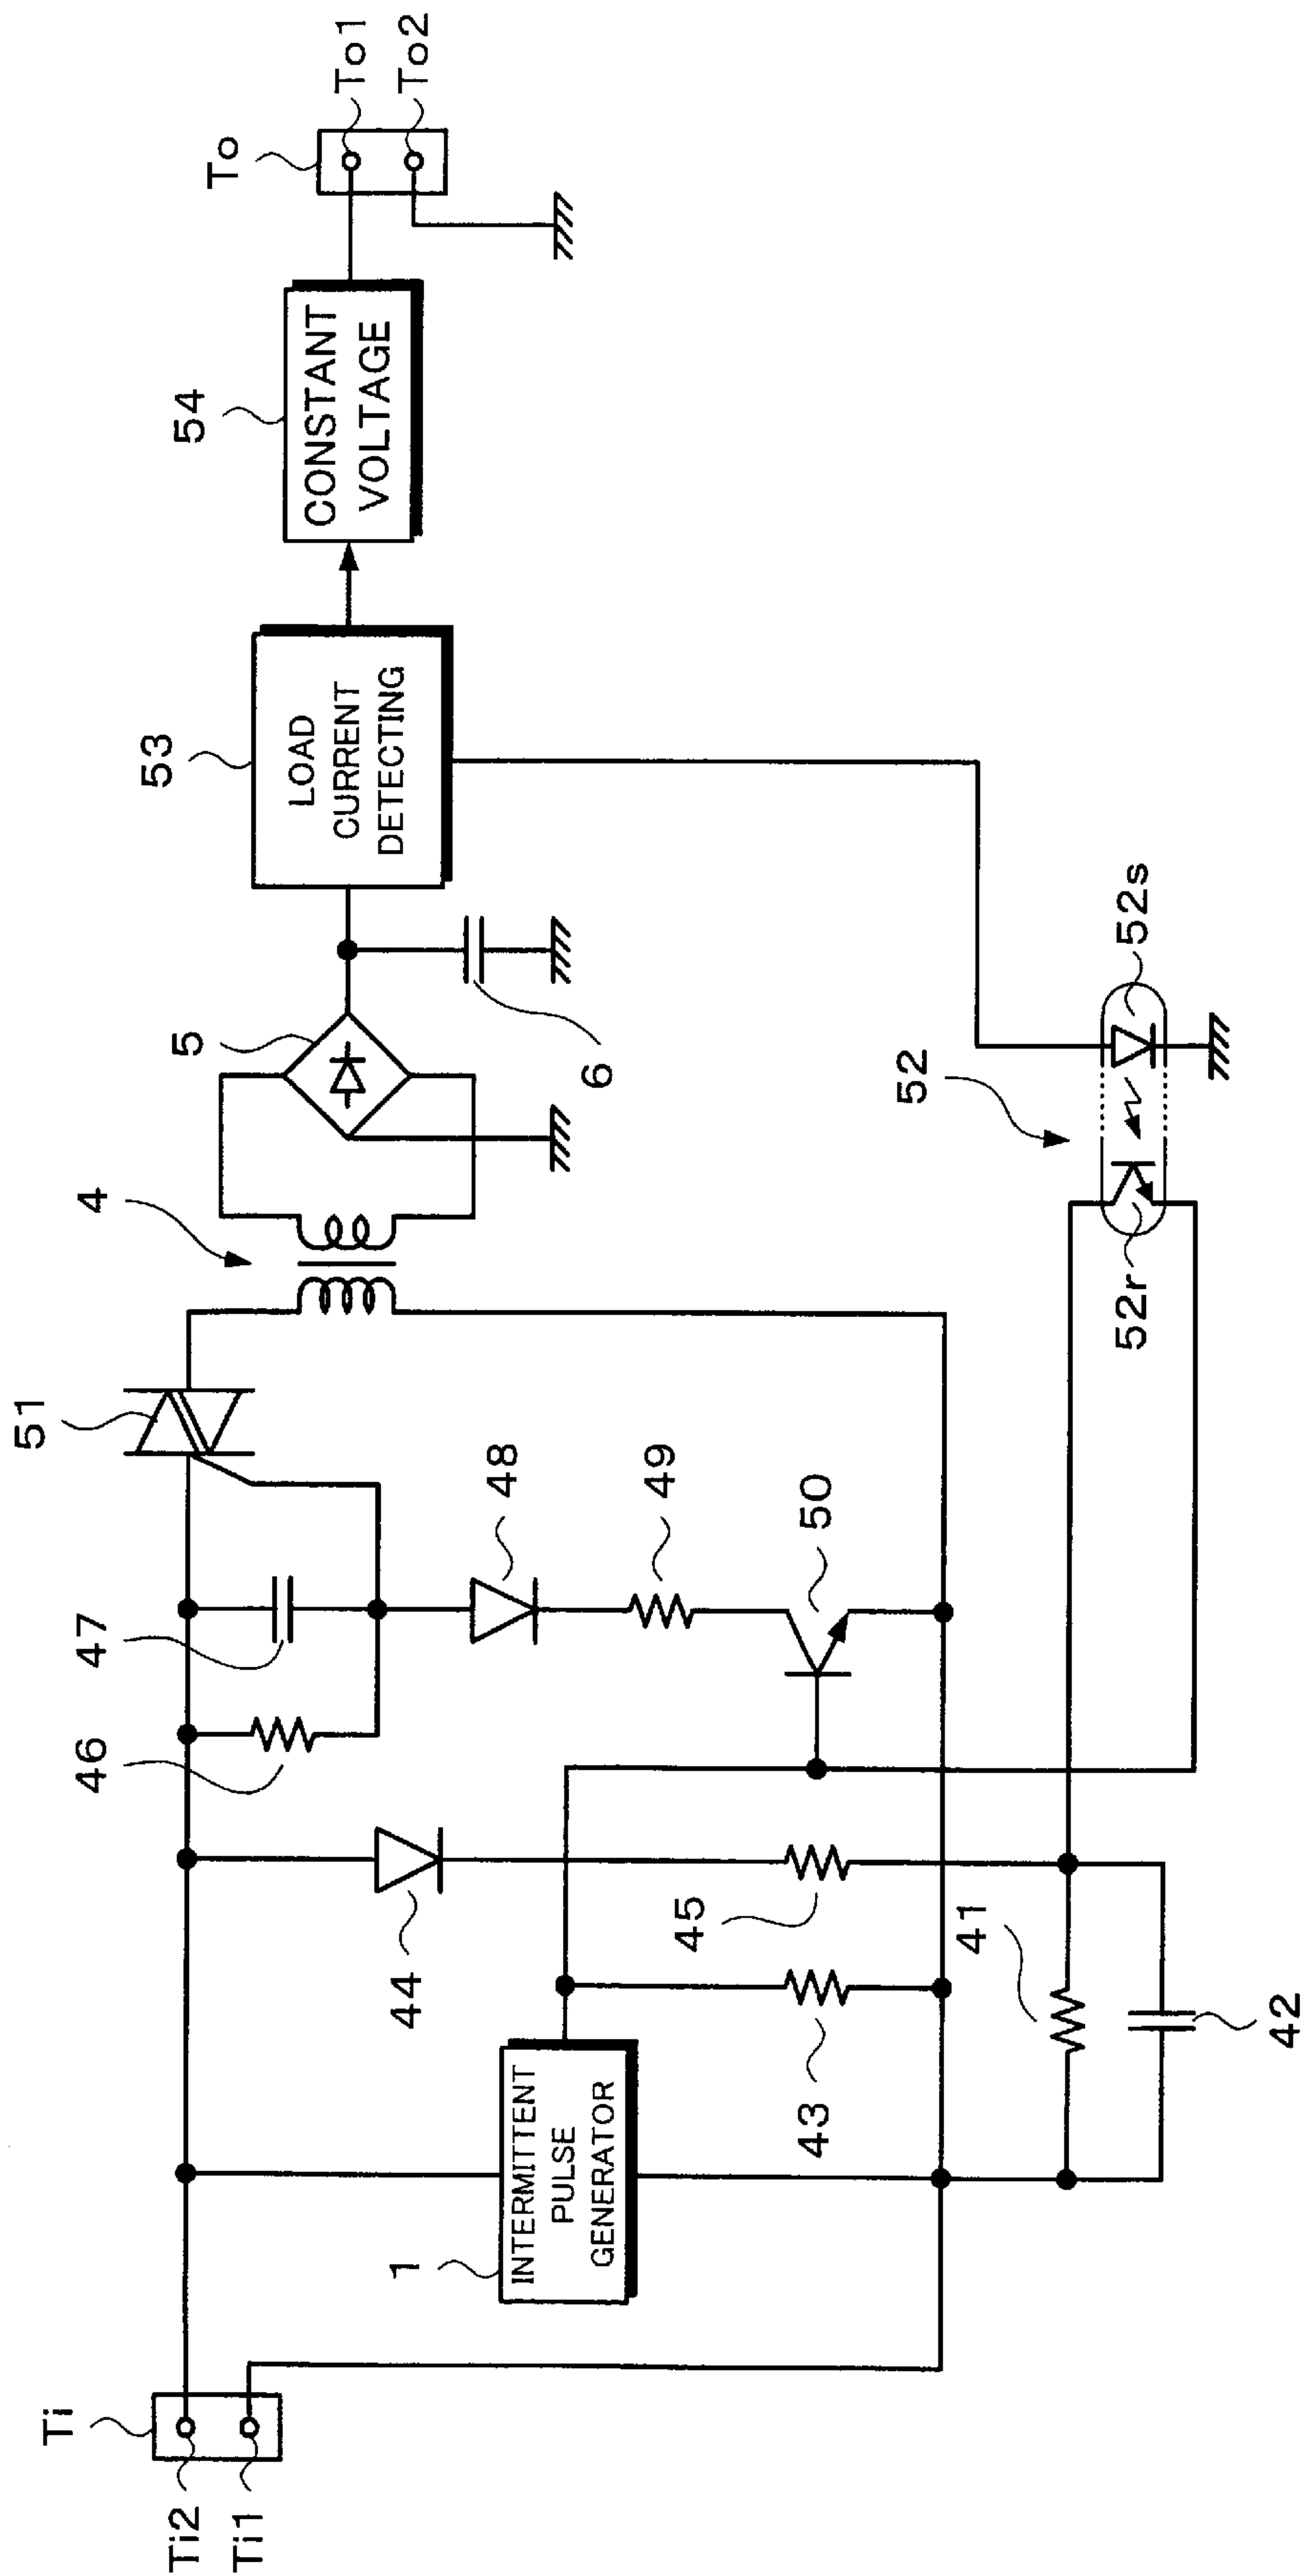 Ti
Ti2
Ti1
1
INTERMITTENT
PULSE
GENERATOR
43
44
45
41
42
46
47
48
49
50
51
4
5
6
52
52r
52s
53
LOAD
CURRENT
DETECTING
54
CONSTANT
VOLTAGE
To
To1
To2